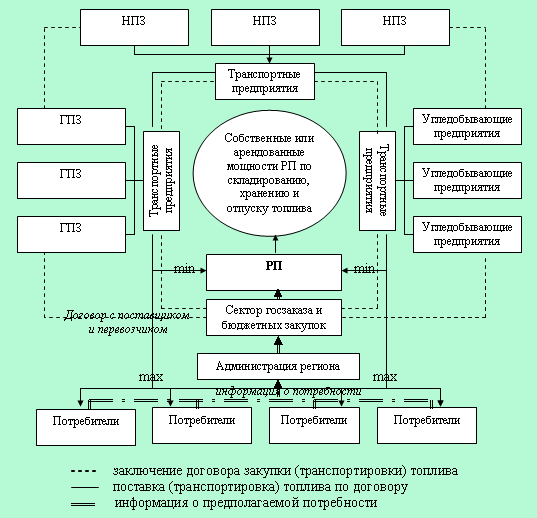 НПЗ
НПЗ
НПЗ
Транспортные
предприятия
ГПЗ
ГПЗ
ГПЗ
Транспортные
предприятия
Собственные или
арендованные
мощности РП по
складированию,
хранению и
отпуску топлива
Транспортные
предприятия
Угледобывающие
предприятия
Угледобывающие
предприятия
Угледобывающие
предприятия
min
РП
min
Договор с поставщиком
и перевозчиком
Сектор госзаказа и
бюджетных закупок
Администрация региона
max
max
информация о потребности
Потребители
Потребители
Потребители
Потребители
заключение договора закупки (транспортировки) топлива
поставка (транспортировка) топлива по договору
информация о предполагаемой потребности